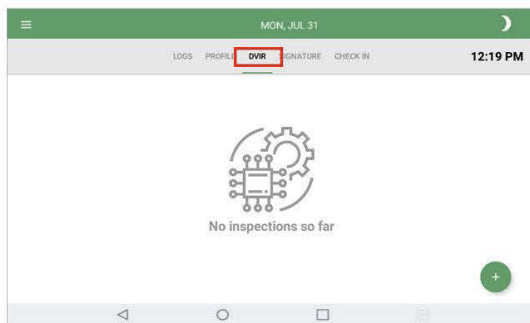 MON, JUL 31
LOGS PROFILE DVIR SIGNATURE CHECK IN 12:19 PM
No inspections so far
+